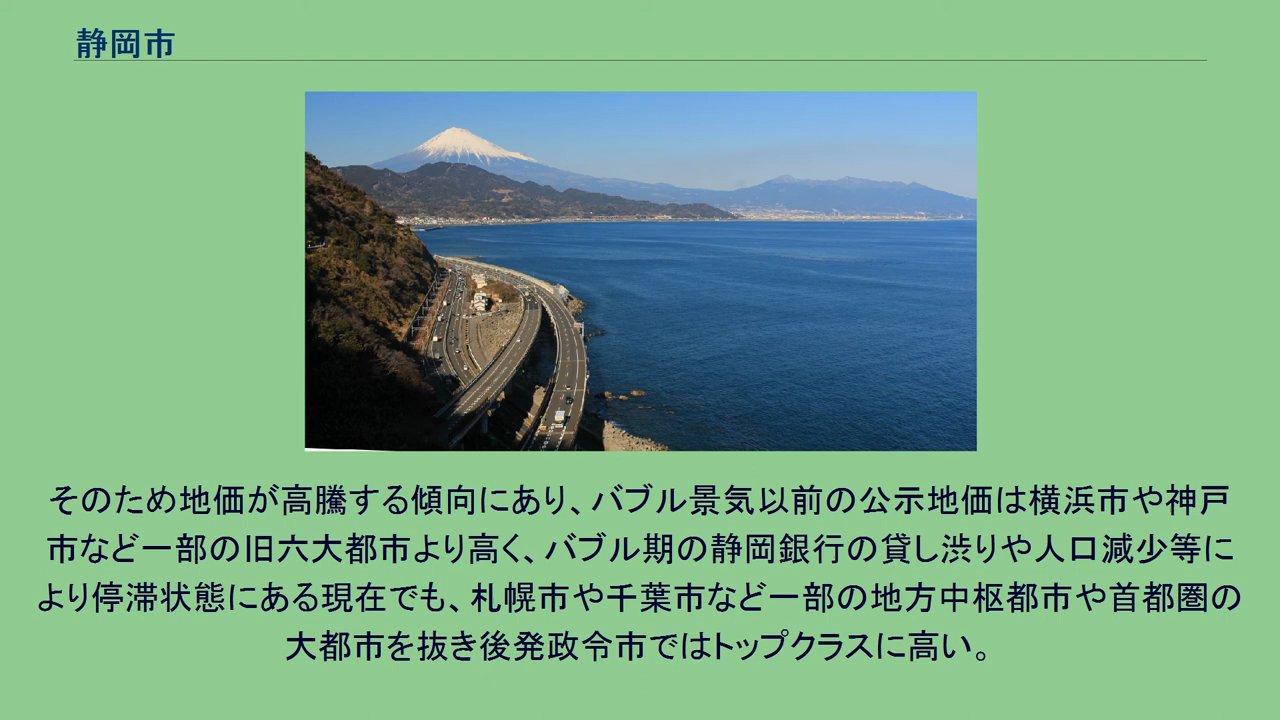 静岡市
そのため地価が高騰する傾向にあり、バブル景気以前の公示地価は横浜市や神戸
市など一部の旧六大都市より高く、バブル期の静岡銀行の貸し渋りや人口減少等に
より停滞状態にある現在でも、札幌市や千葉市など一部の地方中枢都市や首都圏の
大都市を抜き後発政令市ではトップクラスに高い。